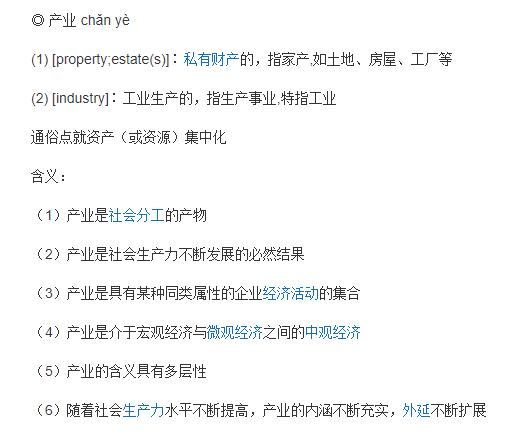 ◎ 产业 chǎn yè
(1) [property;estate(s)]：私有财产的，指家产,如土地、房屋、工厂等
(2) [industry]：工业生产的，指生产事业,特指工业
通俗点就资产（或资源）集中化
含义：
（1）产业是社会分工的产物
（2）产业是社会生产力不断发展的必然结果
（3）产业是具有某种同类属性的企业经济活动的集合
（4）产业是介于宏观经济与微观经济之间的中观经济
（5）产业的含义具有多层性
（6）随着社会生产力水平不断提高，产业的内涵不断充实，外延不断扩展